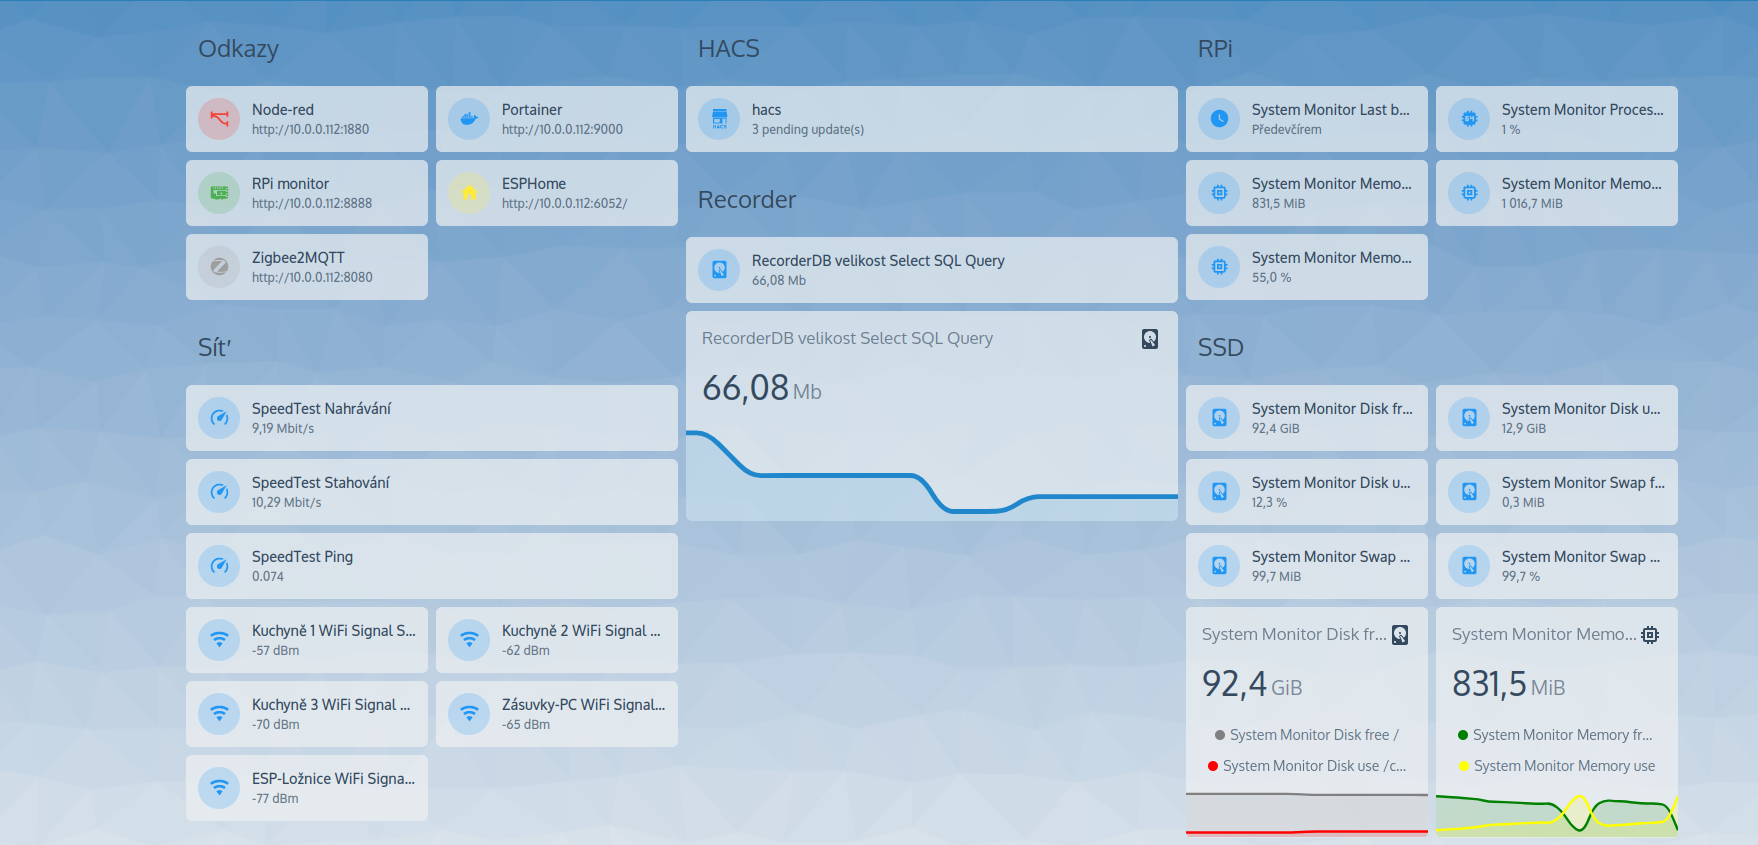 Odkazy
Node-red
http://10.0.0.112:1880
Portainer
http://10.0.0.112:9000
RPi monitor
http://10.0.0.112:8888
ESPHome
http://10.0.0.112:6052/
Zigbee2MQTT
http://10.0.0.112:8080
Síť
SpeedTest Nahrávání
9,19 Mbit/s
SpeedTest Stahování
10,29 Mbit/s
SpeedTest Ping
0.074
Kuchyně 1 WiFi Signal S...
-57 dBm
Kuchyně 2 WiFi Signal ...
-62 dBm
Kuchyně 3 WiFi Signal ...
-70 dBm
Zásuvky-PC WiFi Signal...
-65 dBm
ESP-Ložnice WiFi Signa...
-77 dBm
HACS
HACS
hacs
3 pending update(s)
Recorder
RecorderDB velikost Select SQL Query
66,08 Mb
RecorderDB velikost Select SQL Query
66,08 Mb
RPi
System Monitor Last b...
Předevčírem
64
System Monitor Proces...
1 %
System Monitor Memo...
831,5 MiB
System Monitor Memo...
1 016,7 MiB
System Monitor Memo...
55,0 %
SSD
System Monitor Disk fr...
92,4 GiB
System Monitor Disk u...
12,9 GiB
System Monitor Disk u...
12,3 %
System Monitor Swap f...
0,3 MiB
System Monitor Swap ...
99,7 MiB
System Monitor Swap ...
99,7 %
System Monitor Disk fr...
92,4 GiB
System Monitor Disk free /
System Monitor Disk use /c...
System Monitor Memo...
831,5 MiB
System Monitor Memory fr...
System Monitor Memory use